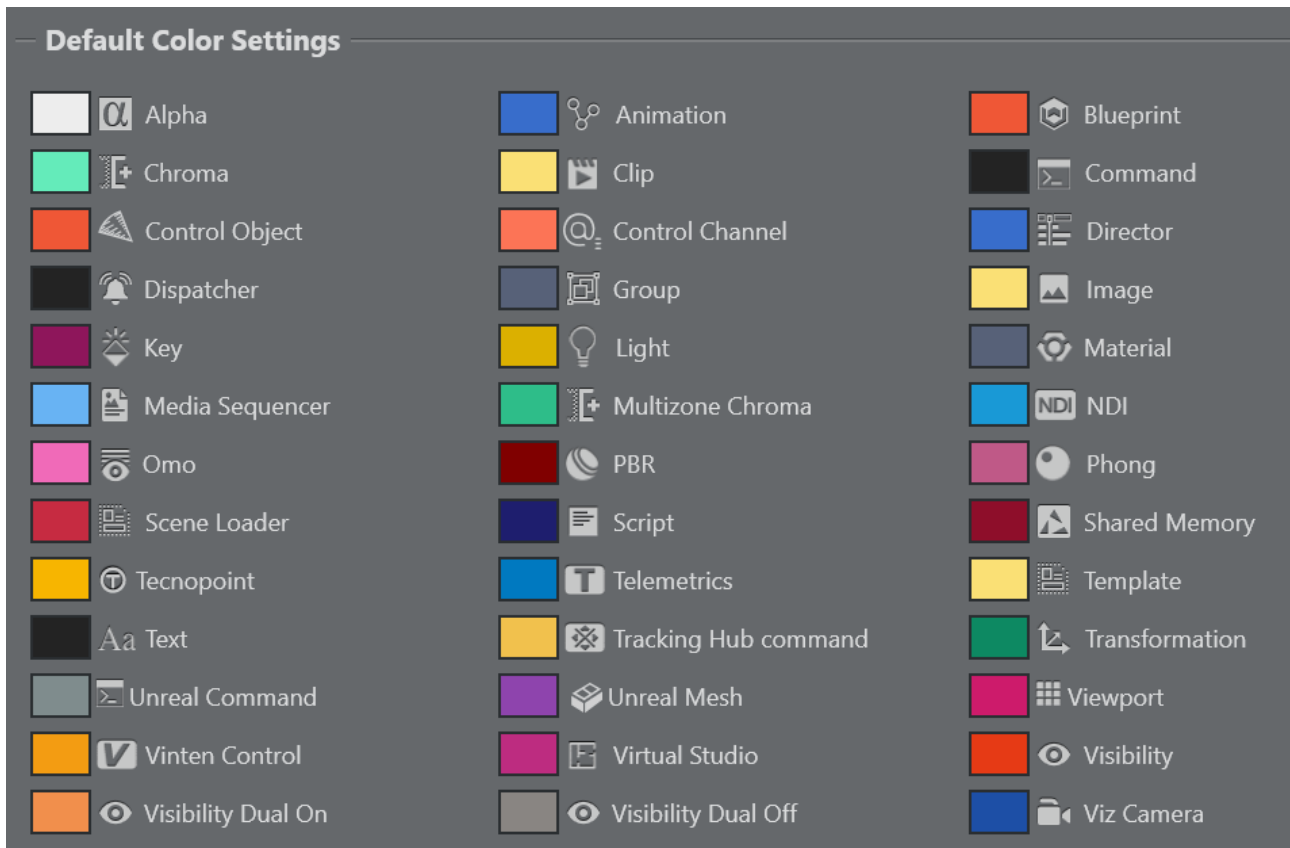 Default Color Settings
α Alpha Animation Blueprint
Chroma Clip Command
Control Object @ Control Channel Director
Dispatcher Group Image
Key Light Material
Media Sequencer Multizone Chroma NDI NDI
Omo PBR Phong
Scene Loader Script Shared Memory
T Tecnopoint T Telemetrics Template
Aa Text Tracking Hub command Transformation
>_ Unreal Command Unreal Mesh Viewport
V Vinten Control Virtual Studio Visibility
Visibility Dual On Visibility Dual Off Viz Camera